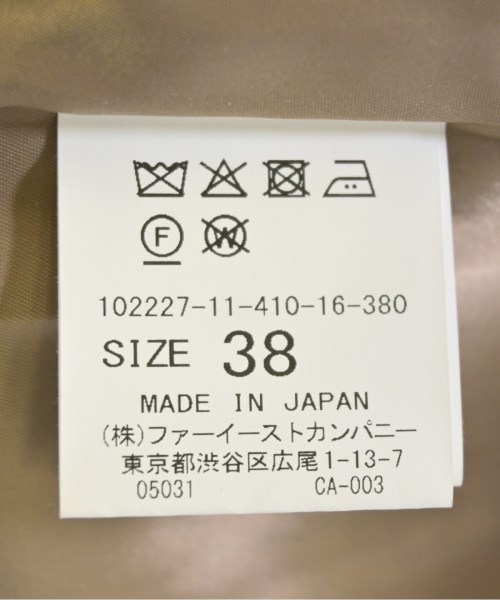 F W
102227-11-410-16-380
SIZE 38
MADE IN JAPAN
(株)ファーイーストカンパニー
東京都渋谷区広尾1-13-7
05031 CA-003